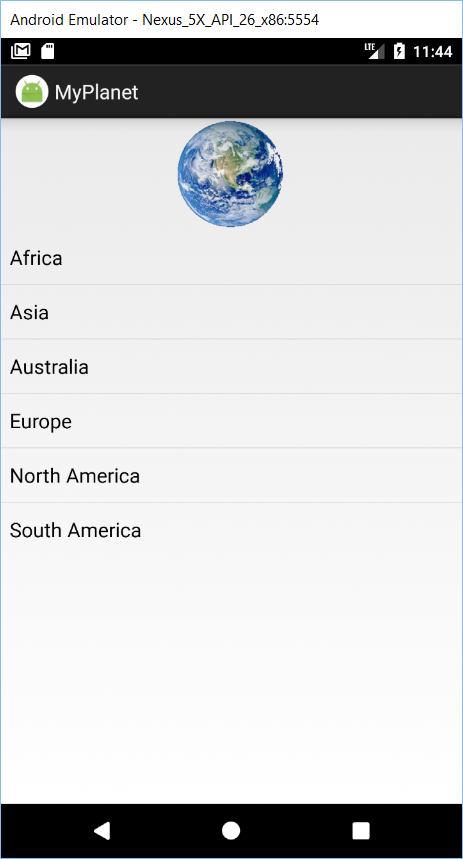 Android Emulator - Nexus_5X_API_26_x86:5554
LTE 11:44
MyPlanet
Africa
Asia
Australia
Europe
North America
South America